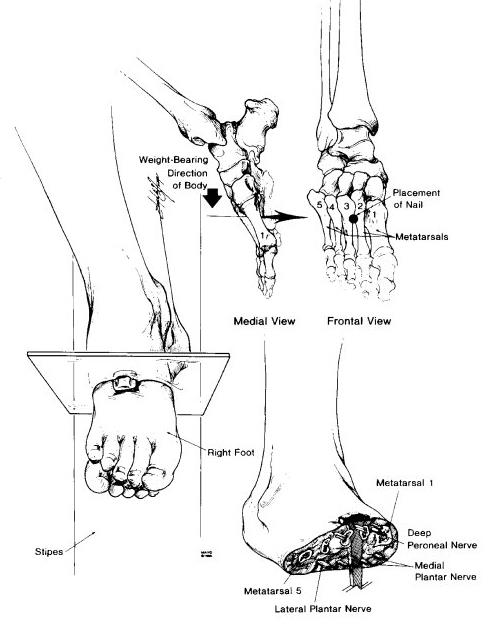 Weight-Bearing
Direction
of Body
1
5
4
3
2
1
Placement
of Nail
Metatarsals
Medial View
Frontal View
Right Foot
Stipes
Metatarsal 1
Deep
Peroneal Nerve
Medial
Plantar Nerve
Metatarsal 5
Lateral Plantar Nerve